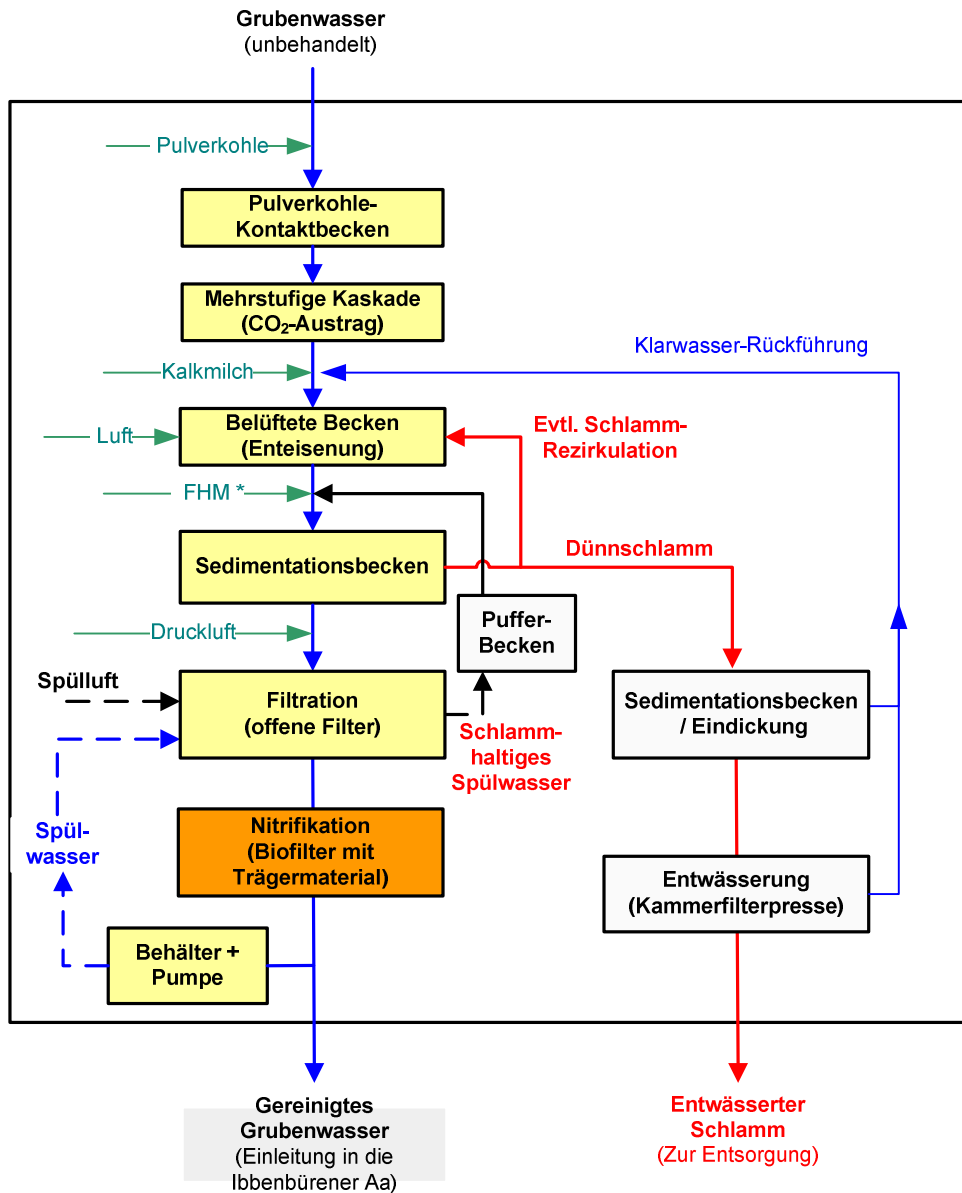 Grubenwasser
(unbehandelt)
Pulverkohle
Pulverkohle-
Kontaktbecken
Mehrstufige Kaskade
(CO₂-Austrag)
Klarwasser-Rückführung
Kalkmilch
Belüftete Becken
(Enteisenung)
Luft
Evtl. Schlamm-
Rezirkulation
FHM *
Sedimentationsbecken
Dünnschlamm
Puffer-
Becken
Druckluft
Spülluft
Filtration
(offene Filter)
Schlamm-
haltiges
Spülwasser
Sedimentationsbecken
/ Eindickung
Spül-
wasser
Nitrifikation
(Biofilter mit
Trägermaterial)
Entwässerung
(Kammerfilterpresse)
Behälter +
Pumpe
Gereinigtes
Grubenwasser
(Einleitung in die
Ibbenbürener Aa)
Entwässerter
Schlamm
(Zur Entsorgung)